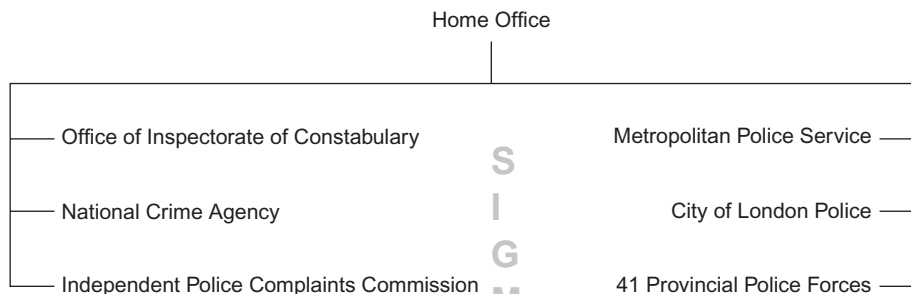 Home Office
Office of Inspectorate of Constabulary
Metropolitan Police Service
S
National Crime Agency
I
City of London Police
G
Independent Police Complaints Commission
M
41 Provincial Police Forces